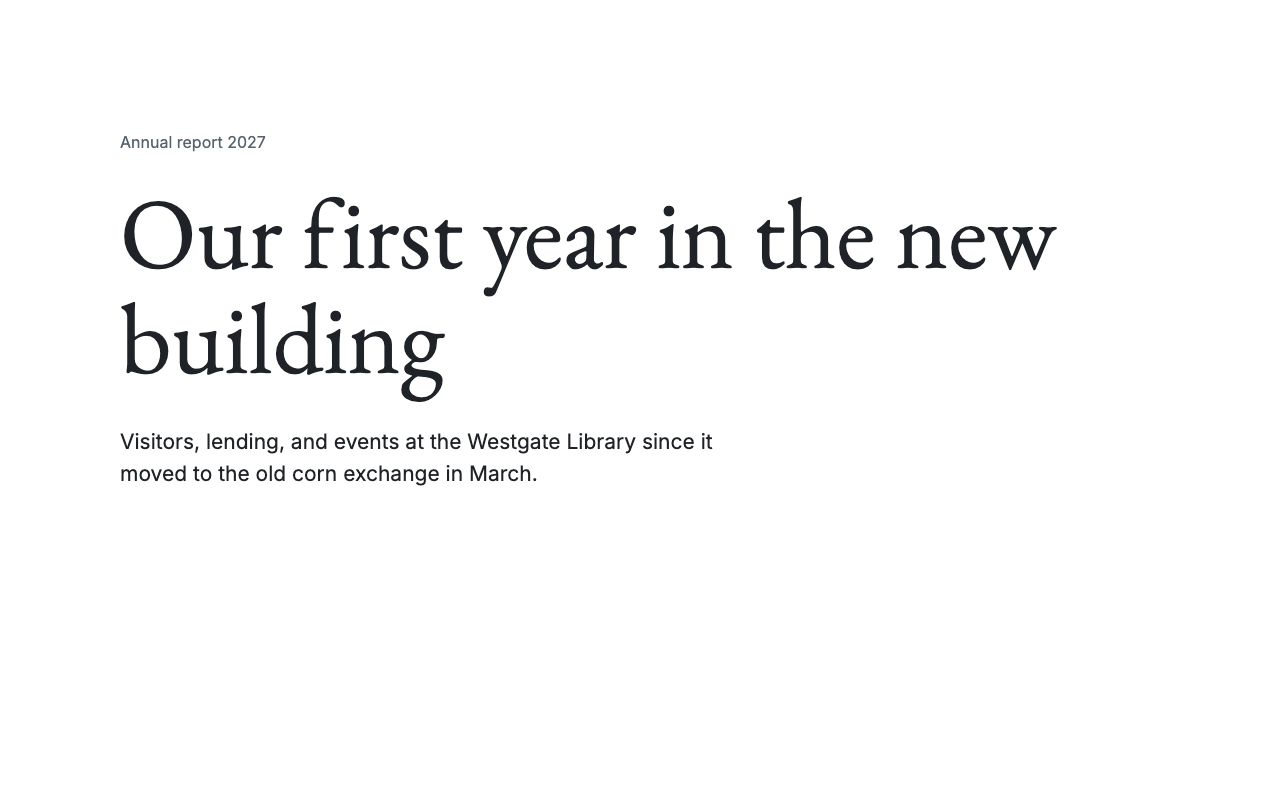 Annual report 2027
Our first year in the new
building
Visitors, lending, and events at the Westgate Library since it
moved to the old corn exchange in March.